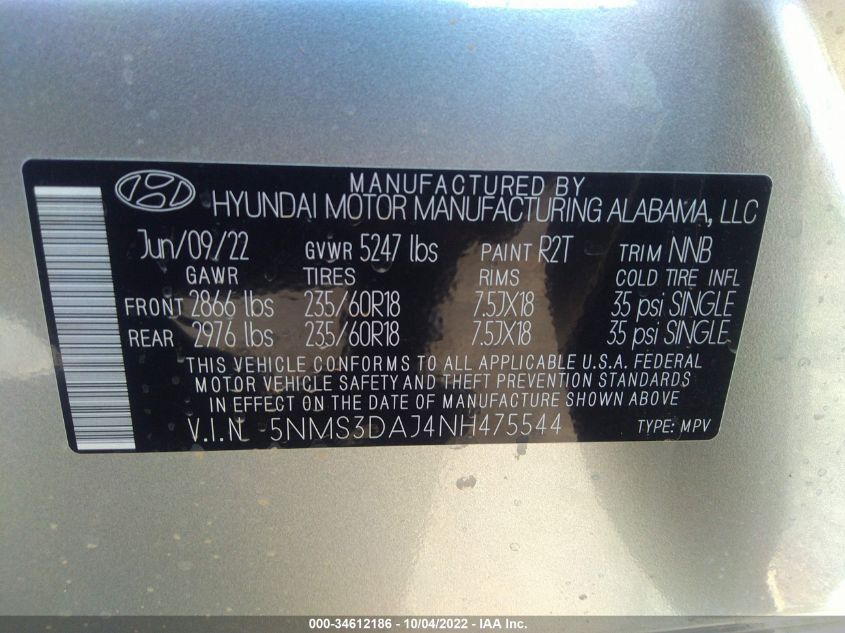 MANUFACTURED BY
HYUNDAI MOTOR MANUFACTURING ALABAMA, LLC
Jun/09/22 GVWR 5247 lbs PAINT R2T TRIM NNB
GAWR TIRES RIMS COLD TIRE INFL
FRONT 2866 lbs 235/60R18 7.5JX18 35 psi SINGLE
REAR 2976 lbs 235/60R18 7.5JX18 35 psi SINGLE
THIS VEHICLE CONFORMS TO ALL APPLICABLE U.S.A. FEDERAL
MOTOR VEHICLE SAFETY AND THEFT PREVENTION STANDARDS
IN EFFECT ON THE DATE OF MANUFACTURE SHOWN ABOVE
V.I.N. 5NMS3DAJ4NH475544 TYPE: MPV
000-34612186 - 10/04/2022 - IAA Inc.